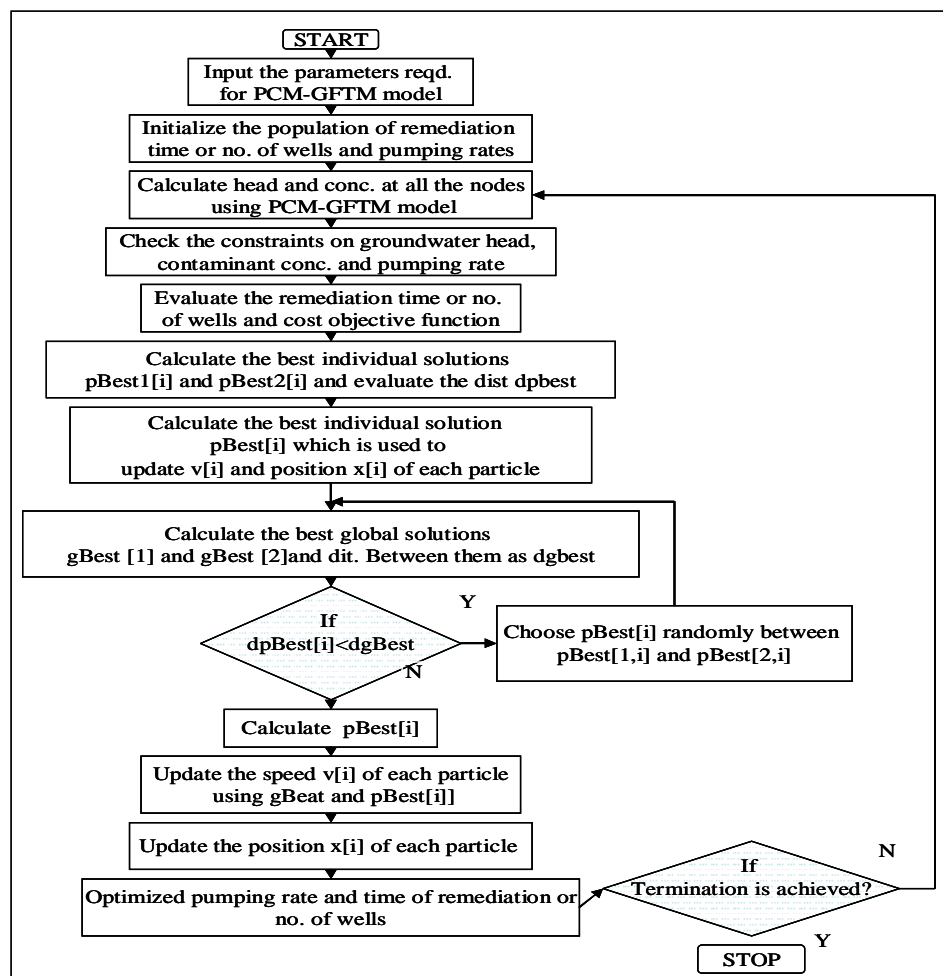 START
Input the parameters reqd.
for PCM-GFTM model
Initialize the population of remediation
time or no. of wells and pumping rates
Calculate head and conc. at all the nodes
using PCM-GFTM model
Check the constraints on groundwater head,
contaminant conc. and pumping rate
Evaluate the remediation time or no.
of wells and cost objective function
Calculate the best individual solutions
pBest1[i] and pBest2[i] and evaluate the dist dpbest
Calculate the best individual solution
pBest[i] which is used to
update v[i] and position x[i] of each particle
Calculate the best global solutions
gBest [1] and gBest [2]and dit. Between them as dgbest
If
dpBest[i]<dgBest
Y
N
Choose pBest[i] randomly between
pBest[1,i] and pBest[2,i]
Calculate pBest[i]
Update the speed v[i] of each particle
using gBeat and pBest[i]]
Update the position x[i] of each particle
Optimized pumping rate and time of remediation or
no. of wells
If
Termination is achieved?
N
Y
STOP